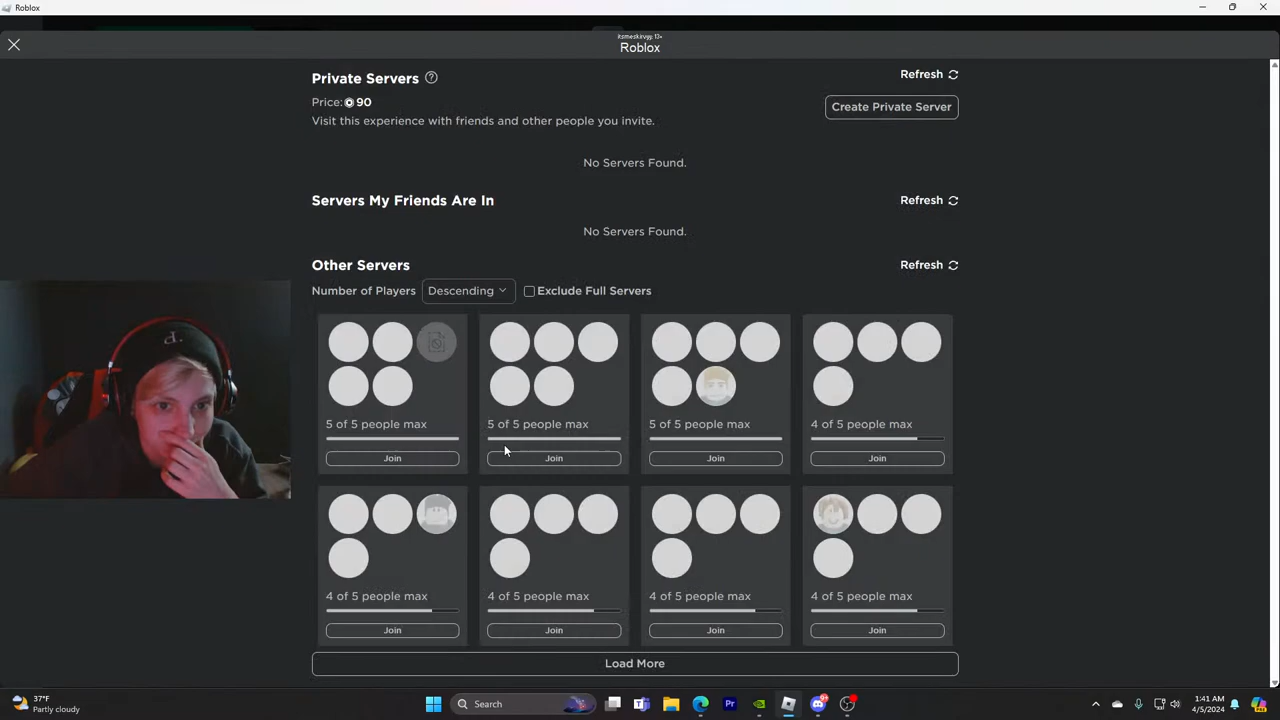 Roblox
itsmeskirvgg: 13+
Roblox
Private Servers
Refresh
Price: 90
Create Private Server
Visit this experience with friends and other people you invite.
No Servers Found.
Servers My Friends Are In
Refresh
No Servers Found.
Other Servers
Refresh
Number of Players Descending Exclude Full Servers
5 of 5 people max 5 of 5 people max 5 of 5 people max 4 of 5 people max
Join Join Join Join
4 of 5 people max 4 of 5 people max 4 of 5 people max 4 of 5 people max
Join Join Join Join
Load More
d.
37°F
Partly cloudy
Search
Pr
1:41 AM
4/5/2024